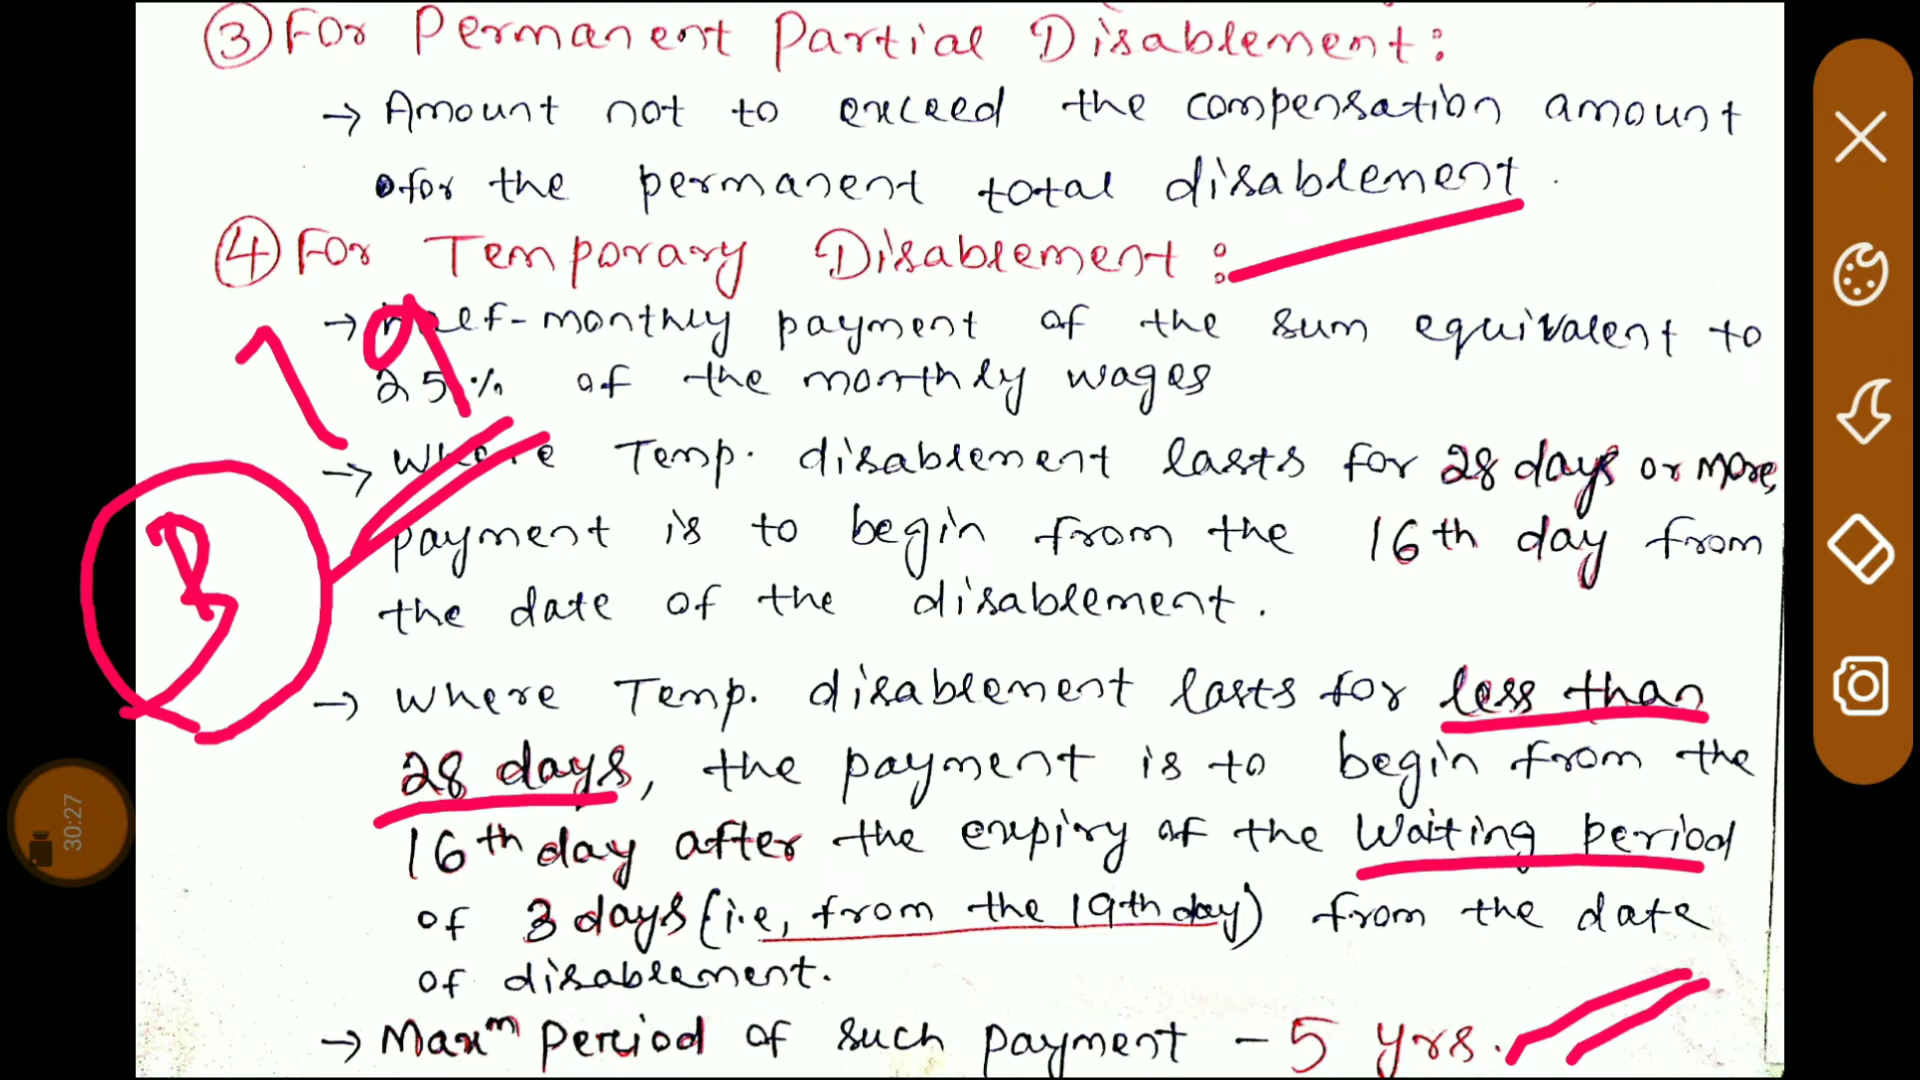 ③ For Permanent Partial Disablement:
→ Amount not to exceed the compensation amount
for the permanent total disablement.
④ For Temporary Disablement:
→ Half-monthly payment of the sum equivalent to
25% of the monthly wages
→ Where Temp. disablement lasts for 28 days or more,
payment is to begin from the 16th day from
the date of the disablement.
→ Where Temp. disablement lasts for less than
28 days, the payment is to begin from the
16th day after the expiry of the Waiting period
of 3 days (i.e, from the 19th day) from the date
of disablement.
→ Maxm period of such payment - 5 yrs.
19
3
30:27